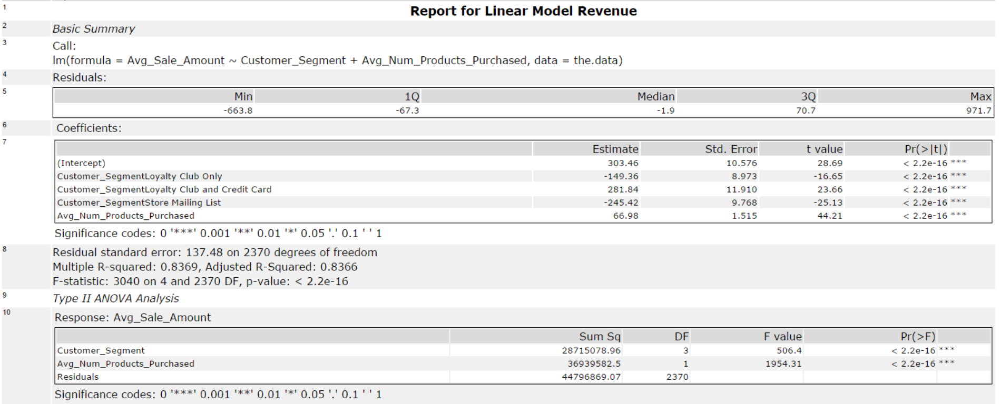 1 Report for Linear Model Revenue
2 Basic Summary
3 Call:
lm(formula = Avg_Sale_Amount ~ Customer_Segment + Avg_Num_Products_Purchased, data = the.data)
4 Residuals:
5 Min 1Q Median 3Q Max
-663.8 -67.3 -1.9 70.7 971.7
6 Coefficients:
7 Estimate Std. Error t value Pr(>|t|)
(Intercept) 303.46 10.576 28.69 < 2.2e-16 ***
Customer_SegmentLoyalty Club Only -149.36 8.973 -16.65 < 2.2e-16 ***
Customer_SegmentLoyalty Club and Credit Card 281.84 11.910 23.66 < 2.2e-16 ***
Customer_SegmentStore Mailing List -245.42 9.768 -25.13 < 2.2e-16 ***
Avg_Num_Products_Purchased 66.98 1.515 44.21 < 2.2e-16 ***
Significance codes: 0 '***' 0.001 '**' 0.01 '*' 0.05 '.' 0.1 ' ' 1
8 Residual standard error: 137.48 on 2370 degrees of freedom
Multiple R-squared: 0.8369, Adjusted R-Squared: 0.8366
F-statistic: 3040 on 4 and 2370 DF, p-value: < 2.2e-16
9 Type II ANOVA Analysis
10 Response: Avg_Sale_Amount
Sum Sq DF F value Pr(>F)
Customer_Segment 28715078.96 3 506.4 < 2.2e-16 ***
Avg_Num_Products_Purchased 36939582.5 1 1954.31 < 2.2e-16 ***
Residuals 44796869.07 2370
Significance codes: 0 '***' 0.001 '**' 0.01 '*' 0.05 '.' 0.1 ' ' 1